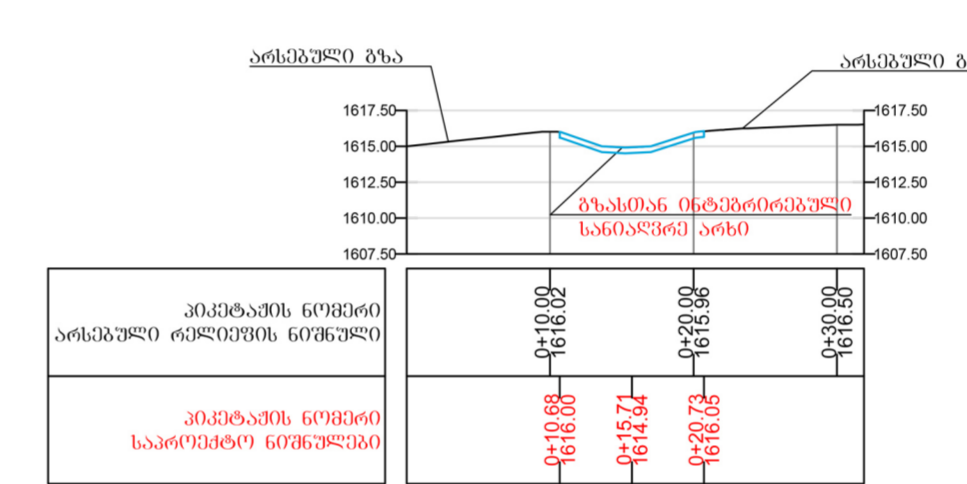 არსებული გზა
არსებული გ
1617.50 1617.50
1615.00 1615.00
1612.50 1612.50
გზასთან ინტეგრირებული
1610.00 1610.00
სანიაღვრე არხი
1607.50 1607.50
პიკეტაჟის ნომერი
არსებული რელიეფის ნიშნული
0+10.00
1616.02
0+20.00
1615.96
0+30.00
1616.50
პიკეტაჟის ნომერი
საპროექტო ნიშნულები
0+10.68
1616.00
0+15.71
1614.94
0+20.73
1616.05